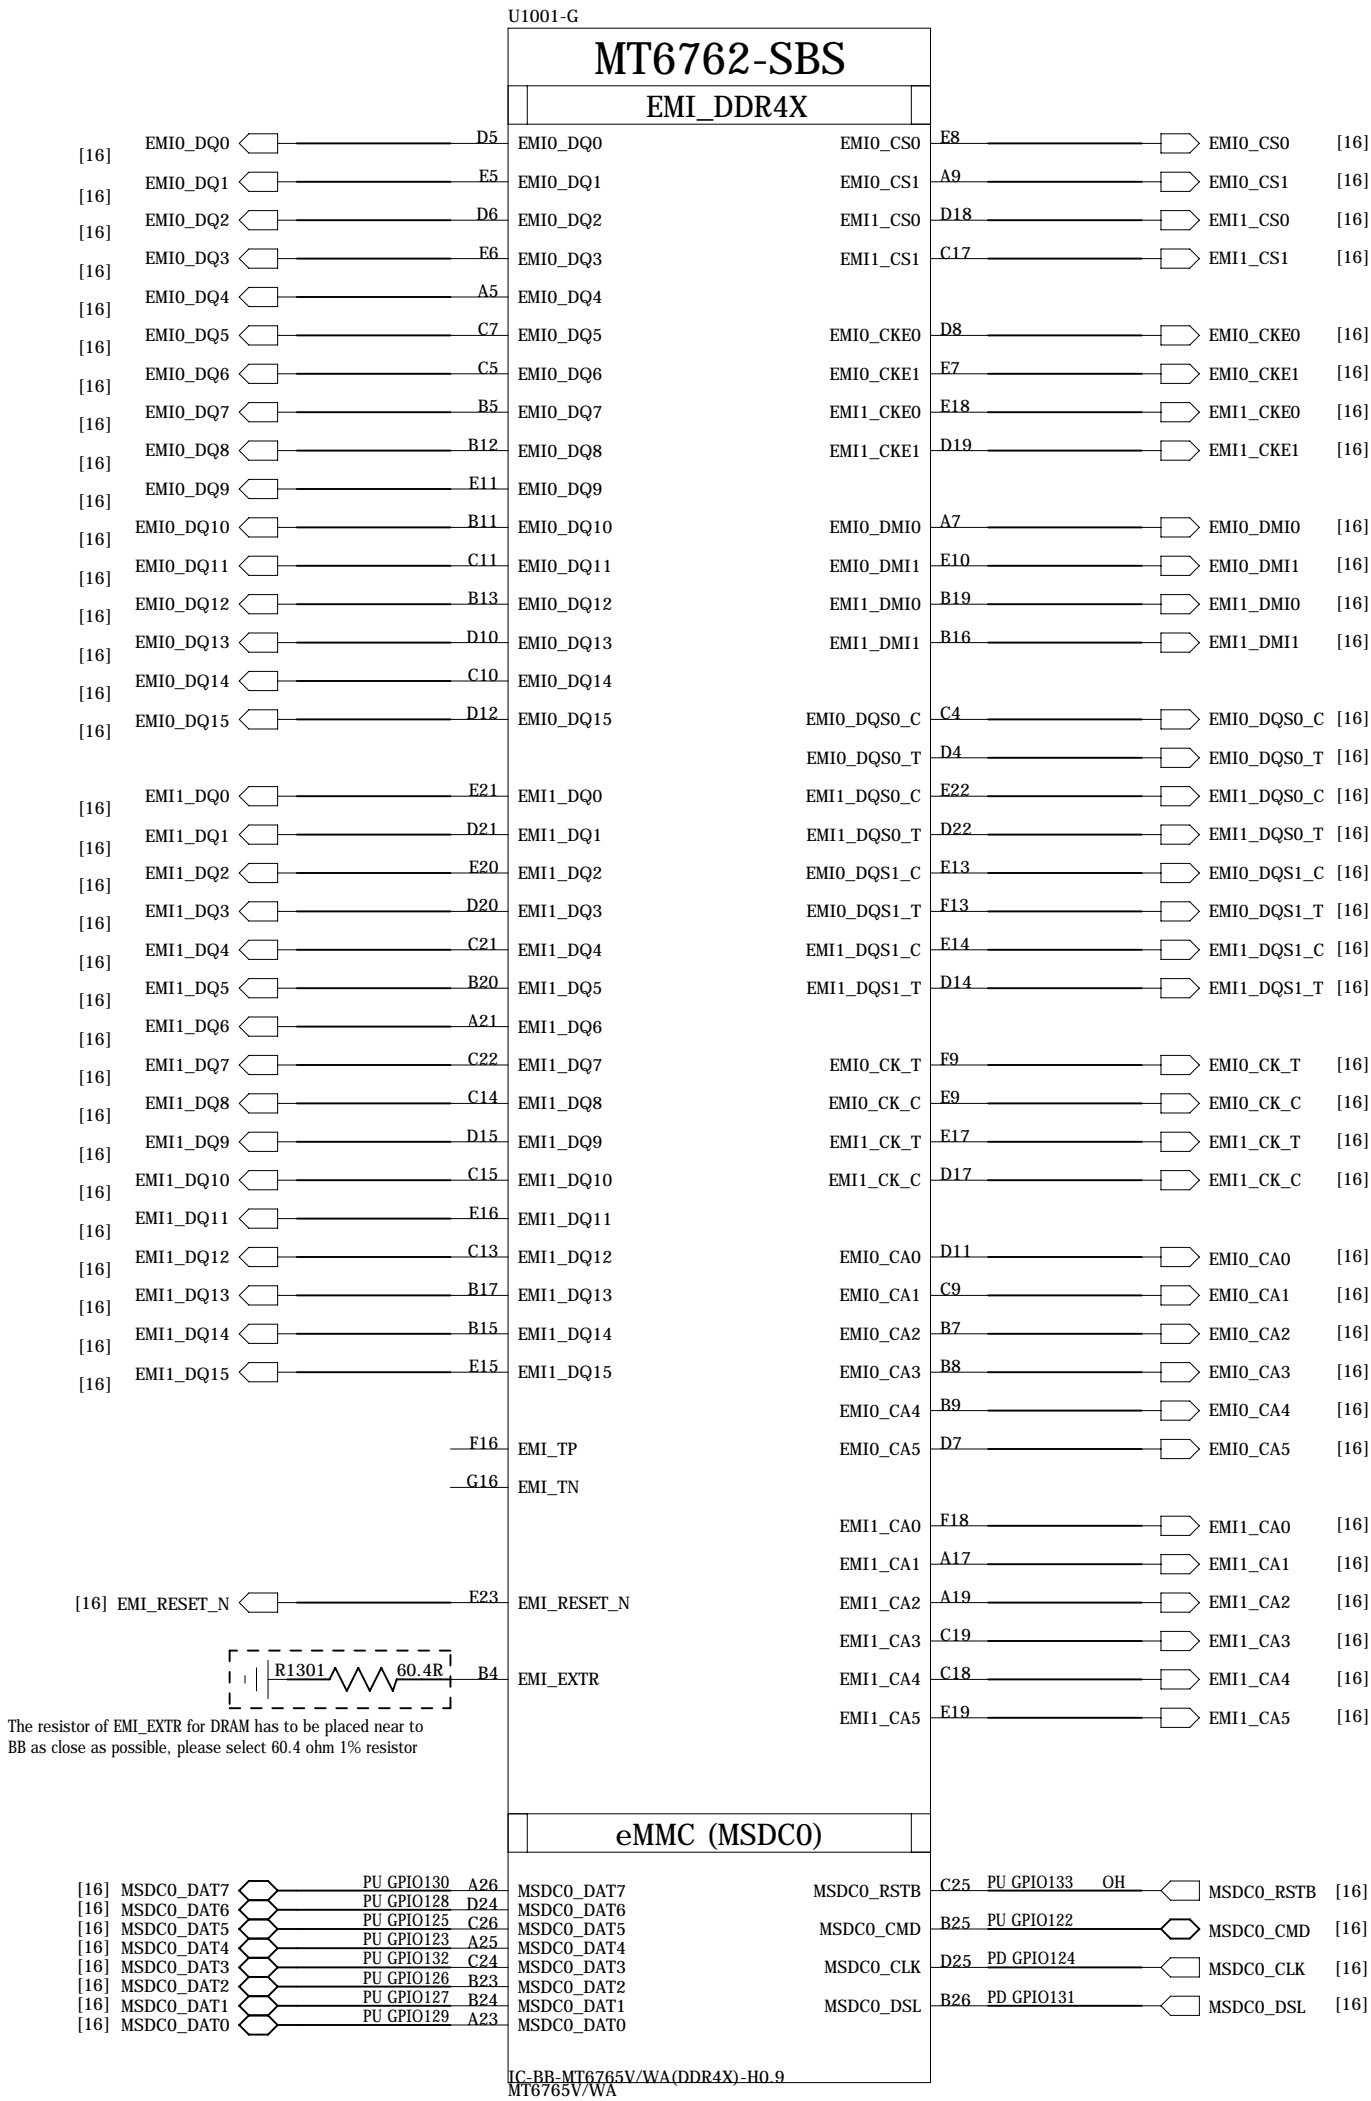 U1001-G
MT6762-SBS
EMI_DDR4X
[16] EMI0_DQ0 D5 EMI0_DQ0 EMI0_CS0 E8 EMI0_CS0 [16]
[16] EMI0_DQ1 E5 EMI0_DQ1 EMI0_CS1 A9 EMI0_CS1 [16]
[16] EMI0_DQ2 D6 EMI0_DQ2 EMI1_CS0 D18 EMI1_CS0 [16]
[16] EMI0_DQ3 E6 EMI0_DQ3 EMI1_CS1 C17 EMI1_CS1 [16]
[16] EMI0_DQ4 A5 EMI0_DQ4
[16] EMI0_DQ5 C7 EMI0_DQ5 EMI0_CKE0 D8 EMI0_CKE0 [16]
[16] EMI0_DQ6 C5 EMI0_DQ6 EMI0_CKE1 E7 EMI0_CKE1 [16]
[16] EMI0_DQ7 B5 EMI0_DQ7 EMI1_CKE0 E18 EMI1_CKE0 [16]
[16] EMI0_DQ8 B12 EMI0_DQ8 EMI1_CKE1 D19 EMI1_CKE1 [16]
[16] EMI0_DQ9 E11 EMI0_DQ9
[16] EMI0_DQ10 B11 EMI0_DQ10 EMI0_DMI0 A7 EMI0_DMI0 [16]
[16] EMI0_DQ11 C11 EMI0_DQ11 EMI0_DMI1 E10 EMI0_DMI1 [16]
[16] EMI0_DQ12 B13 EMI0_DQ12 EMI1_DMI0 B19 EMI1_DMI0 [16]
[16] EMI0_DQ13 D10 EMI0_DQ13 EMI1_DMI1 B16 EMI1_DMI1 [16]
[16] EMI0_DQ14 C10 EMI0_DQ14
[16] EMI0_DQ15 D12 EMI0_DQ15 EMI0_DQS0_C C4 EMI0_DQS0_C [16]
EMI0_DQS0_T D4 EMI0_DQS0_T [16]
[16] EMI1_DQ0 E21 EMI1_DQ0 EMI1_DQS0_C E22 EMI1_DQS0_C [16]
[16] EMI1_DQ1 D21 EMI1_DQ1 EMI1_DQS0_T D22 EMI1_DQS0_T [16]
[16] EMI1_DQ2 E20 EMI1_DQ2 EMI0_DQS1_C E13 EMI0_DQS1_C [16]
[16] EMI1_DQ3 D20 EMI1_DQ3 EMI0_DQS1_T F13 EMI0_DQS1_T [16]
[16] EMI1_DQ4 C21 EMI1_DQ4 EMI1_DQS1_C E14 EMI1_DQS1_C [16]
[16] EMI1_DQ5 B20 EMI1_DQ5 EMI1_DQS1_T D14 EMI1_DQS1_T [16]
[16] EMI1_DQ6 A21 EMI1_DQ6
[16] EMI1_DQ7 C22 EMI1_DQ7 EMI0_CK_T F9 EMI0_CK_T [16]
[16] EMI1_DQ8 C14 EMI1_DQ8 EMI0_CK_C E9 EMI0_CK_C [16]
[16] EMI1_DQ9 D15 EMI1_DQ9 EMI1_CK_T E17 EMI1_CK_T [16]
[16] EMI1_DQ10 C15 EMI1_DQ10 EMI1_CK_C D17 EMI1_CK_C [16]
[16] EMI1_DQ11 E16 EMI1_DQ11
[16] EMI1_DQ12 C13 EMI1_DQ12 EMI0_CA0 D11 EMI0_CA0 [16]
[16] EMI1_DQ13 B17 EMI1_DQ13 EMI0_CA1 C9 EMI0_CA1 [16]
[16] EMI1_DQ14 B15 EMI1_DQ14 EMI0_CA2 B7 EMI0_CA2 [16]
[16] EMI1_DQ15 E15 EMI1_DQ15 EMI0_CA3 B8 EMI0_CA3 [16]
EMI0_CA4 B9 EMI0_CA4 [16]
F16 EMI_TP EMI0_CA5 D7 EMI0_CA5 [16]
G16 EMI_TN
EMI1_CA0 F18 EMI1_CA0 [16]
EMI1_CA1 A17 EMI1_CA1 [16]
[16] EMI_RESET_N E23 EMI_RESET_N EMI1_CA2 A19 EMI1_CA2 [16]
EMI1_CA3 C19 EMI1_CA3 [16]
R1301 60.4R B4 EMI_EXTR EMI1_CA4 C18 EMI1_CA4 [16]
EMI1_CA5 E19 EMI1_CA5 [16]
The resistor of EMI_EXTR for DRAM has to be placed near to
BB as close as possible, please select 60.4 ohm 1% resistor
eMMC (MSDC0)
[16] MSDC0_DAT7 PU GPIO130 A26 MSDC0_DAT7 MSDC0_RSTB C25 PU GPIO133 OH MSDC0_RSTB [16]
[16] MSDC0_DAT6 PU GPIO128 D24 MSDC0_DAT6
[16] MSDC0_DAT5 PU GPIO125 C26 MSDC0_DAT5 MSDC0_CMD B25 PU GPIO122 MSDC0_CMD [16]
[16] MSDC0_DAT4 PU GPIO123 A25 MSDC0_DAT4
[16] MSDC0_DAT3 PU GPIO132 C24 MSDC0_DAT3 MSDC0_CLK D25 PD GPIO124 MSDC0_CLK [16]
[16] MSDC0_DAT2 PU GPIO126 B23 MSDC0_DAT2
[16] MSDC0_DAT1 PU GPIO127 B24 MSDC0_DAT1 MSDC0_DSL B26 PD GPIO131 MSDC0_DSL [16]
[16] MSDC0_DAT0 PU GPIO129 A23 MSDC0_DAT0
IC-BB-MT6765V/WA(DDR4X)-H0.9
MT6765V/WA